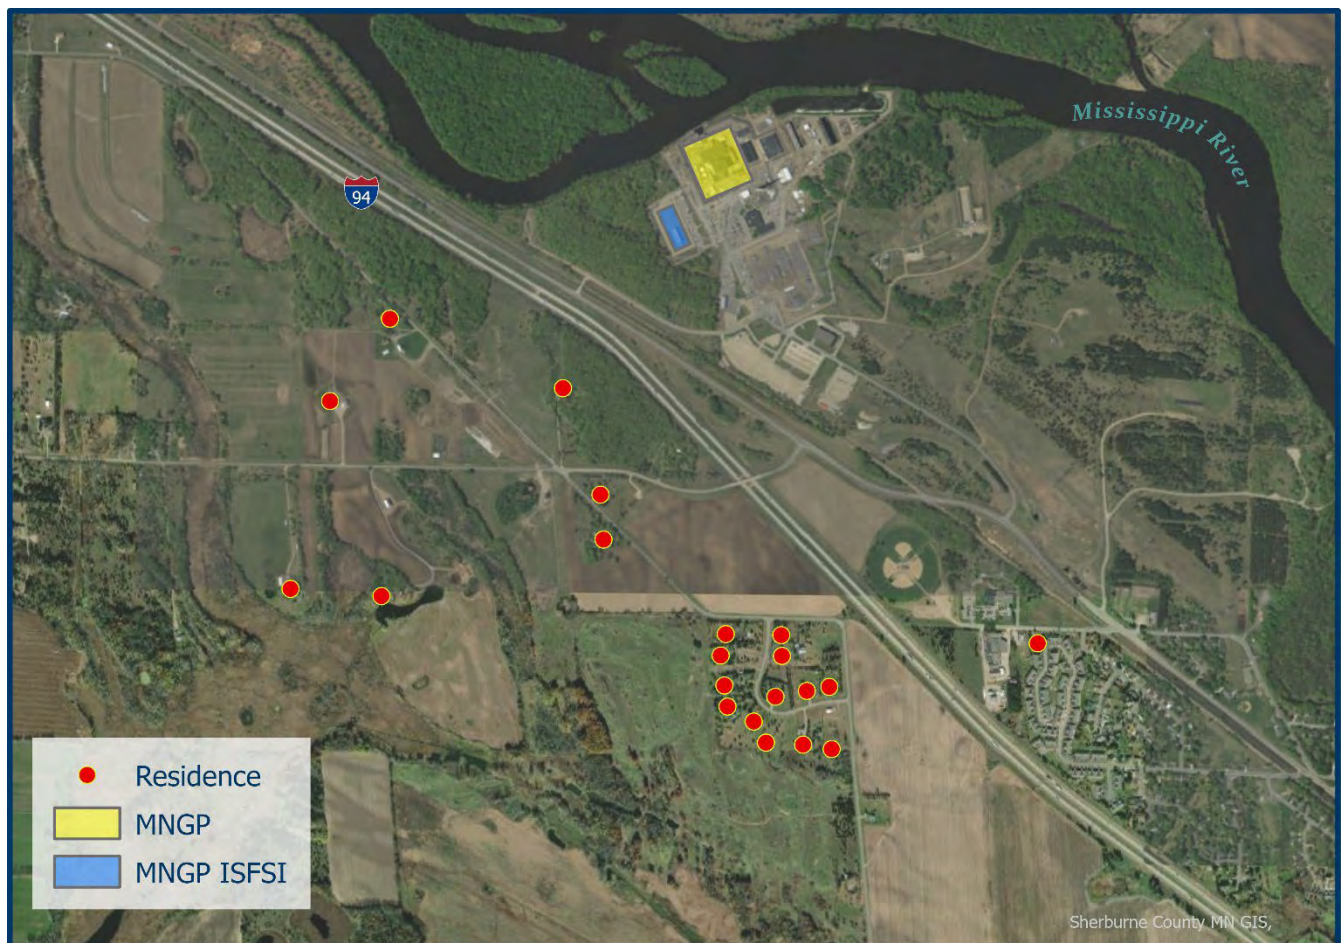 Mississippi River
94
Residence
MNGP
MNGP ISFSI
Sherburne County MN GIS,